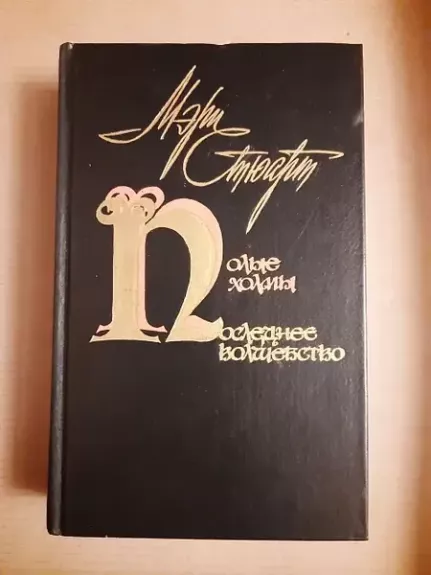 Мэри
Стюарт
Полые
холмы
Последнее
волшебство